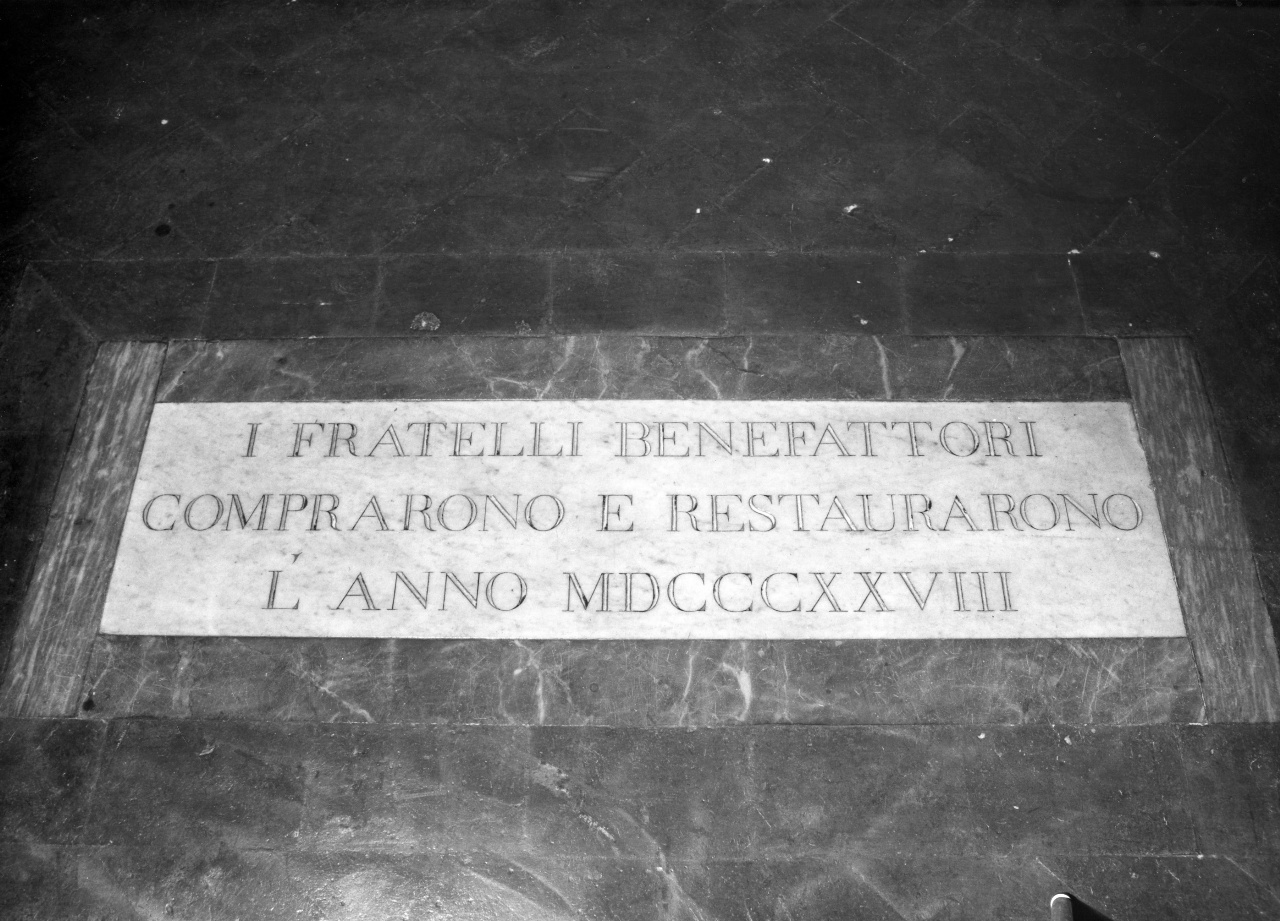 I FRATELLI BENEFATTORI
COMPRARONO E RESTAURARONO
L' ANNO MDCCCXXVIII